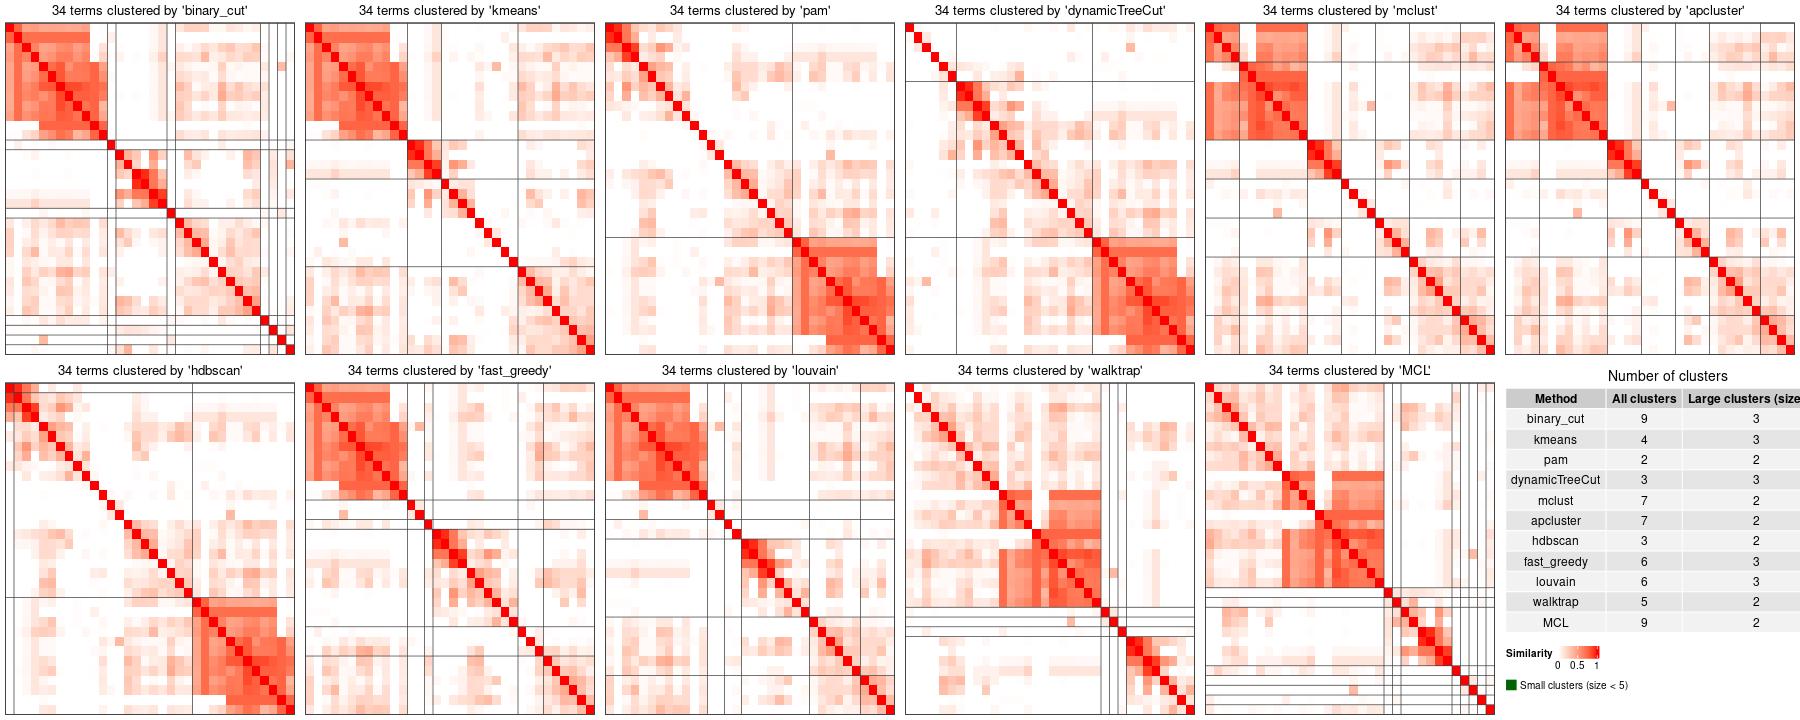 34 terms clustered by 'binary_cut'
34 terms clustered by 'kmeans'
34 terms clustered by 'pam'
34 terms clustered by 'dynamicTreeCut'
34 terms clustered by 'mclust'
34 terms clustered by 'apcluster'
34 terms clustered by 'hdbscan'
34 terms clustered by 'fast_greedy'
34 terms clustered by 'louvain'
34 terms clustered by 'walktrap'
34 terms clustered by 'MCL'
Number of clusters
Method All clusters Large clusters (size
binary_cut 9 3
kmeans 4 3
pam 2 2
dynamicTreeCut 3 3
mclust 7 2
apcluster 7 2
hdbscan 3 2
fast_greedy 6 3
louvain 6 3
walktrap 5 2
MCL 9 2
Similarity
0 0.5 1
Small clusters (size < 5)